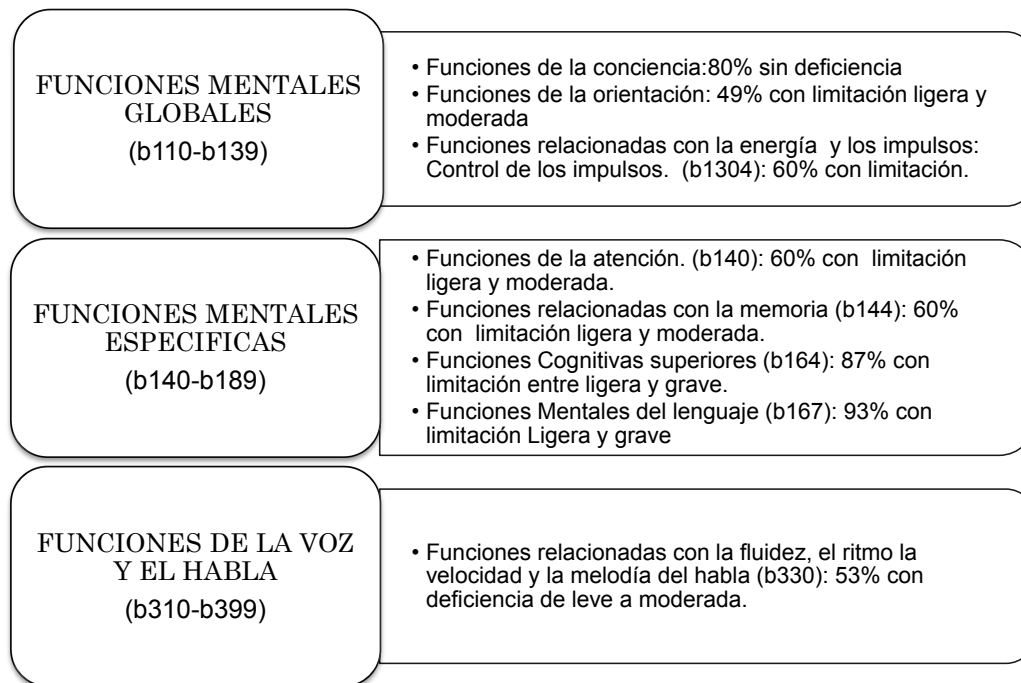 FUNCIONES MENTALES
GLOBALES
(b110-b139)
• Funciones de la conciencia:80% sin deficiencia
• Funciones de la orientación: 49% con limitación ligera y
moderada
• Funciones relacionadas con la energía y los impulsos:
Control de los impulsos. (b1304): 60% con limitación.
FUNCIONES MENTALES
ESPECIFICAS
(b140-b189)
• Funciones de la atención. (b140): 60% con limitación
ligera y moderada.
• Funciones relacionadas con la memoria (b144): 60%
con limitación ligera y moderada.
• Funciones Cognitivas superiores (b164): 87% con
limitación entre ligera y grave.
• Funciones Mentales del lenguaje (b167): 93% con
limitación Ligera y grave
FUNCIONES DE LA VOZ
Y EL HABLA
(b310-b399)
• Funciones relacionadas con la fluidez, el ritmo la
velocidad y la melodía del habla (b330): 53% con
deficiencia de leve a moderada.